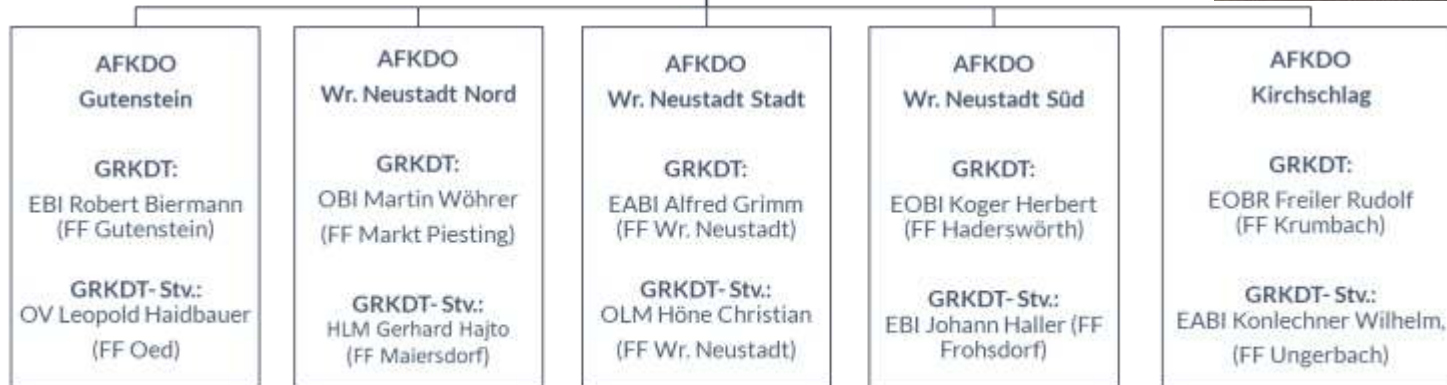 AFKDO
Gutenstein
GRKDT:
EBI Robert Biermann
(FF Gutenstein)
GRKDT- Stv.:
OV Leopold Haidbauer
(FF Oed)
AFKDO
Wr. Neustadt Nord
GRKDT:
OBI Martin Wöhrer
(FF Markt Piesting)
GRKDT- Stv.:
HLM Gerhard Hajto
(FF Maiersdorf)
AFKDO
Wr. Neustadt Stadt
GRKDT:
EABI Alfred Grimm
(FF Wr. Neustadt)
GRKDT- Stv.:
OLM Höne Christian
(FF Wr. Neustadt)
AFKDO
Wr. Neustadt Süd
GRKDT:
EOBI Koger Herbert
(FF Haderswörth)
GRKDT- Stv.:
EBI Johann Haller (FF
Frohsdorf)
AFKDO
Kirchschlag
GRKDT:
EOBR Freiler Rudolf
(FF Krumbach)
GRKDT- Stv.:
EABI Konlechner Wilhelm,
(FF Ungerbach)